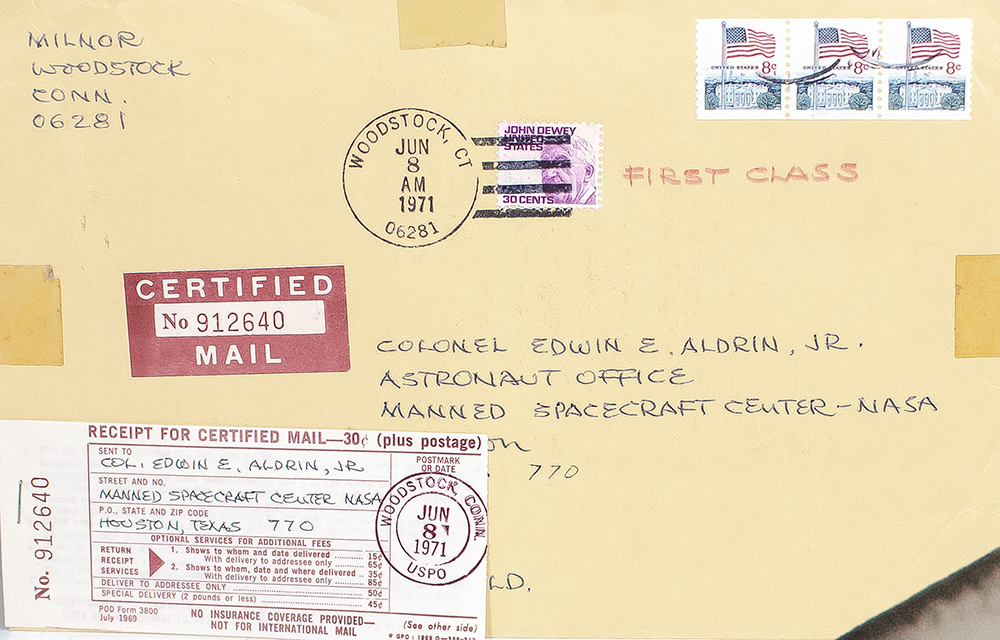 MILNOR
WOODSTOCK
CONN.
06281
UNITED STATES 8¢
UNITED STATES 8¢
UNITED STATES 8¢
WOODSTOCK, CT
JUN
8
AM
1971
06281
JOHN DEWEY
UNITED
STATES
30 CENTS
FIRST CLASS
CERTIFIED
No 912640
MAIL
COLONEL EDWIN E. ALDRIN, JR.
ASTRONAUT OFFICE
MANNED SPACECRAFT CENTER-NASA
770
LD.
RECEIPT FOR CERTIFIED MAIL—30¢ (plus postage)
SENT TO
COL. EDWIN E. ALDRIN, JR.
STREET AND NO.
MANNED SPACECRAFT CENTER NASA
P.O., STATE AND ZIP CODE
HOUSTON, TEXAS 770
POSTMARK
OR DATE
WOODSTOCK, CONN.
JUN
8
1971
USPO
OPTIONAL SERVICES FOR ADDITIONAL FEES
RETURN
RECEIPT
SERVICES
1. Shows to whom and date delivered 15¢
With delivery to addressee only 65¢
2. Shows to whom, date and where delivered 35¢
With delivery to addressee only 85¢
DELIVER TO ADDRESSEE ONLY 50¢
SPECIAL DELIVERY (2 pounds or less) 45¢
POD Form 3800
July 1969
NO INSURANCE COVERAGE PROVIDED—
NOT FOR INTERNATIONAL MAIL
(See other side)
No. 912640